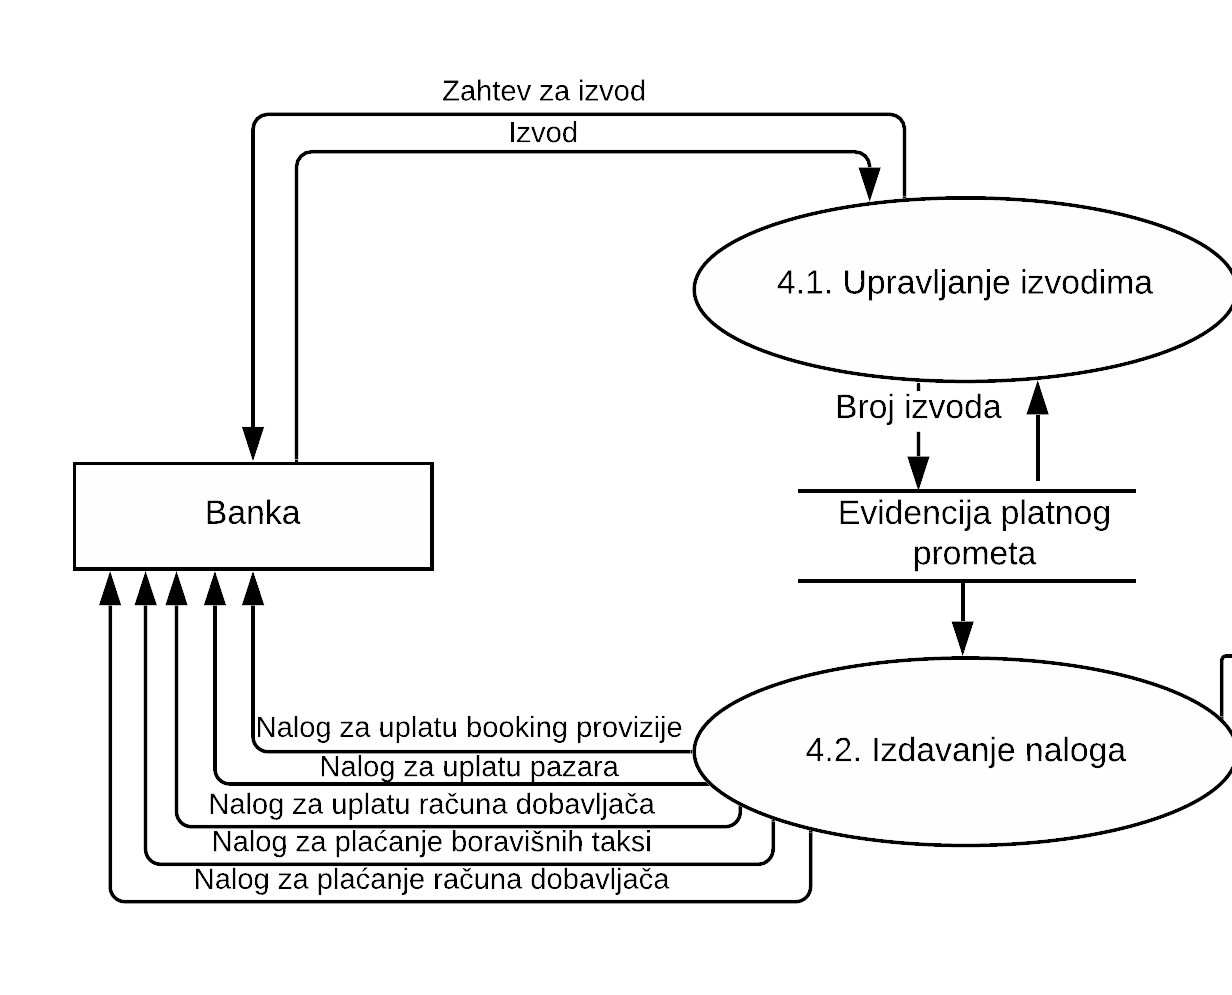 Zahtev za izvod
Izvod
4.1. Upravljanje izvodima
Broj izvoda
Banka
Evidencija platnog
prometa
Nalog za uplatu booking provizije
4.2. Izdavanje naloga
Nalog za uplatu pazara
Nalog za uplatu računa dobavljača
Nalog za plaćanje boravišnih taksi
Nalog za plaćanje računa dobavljača